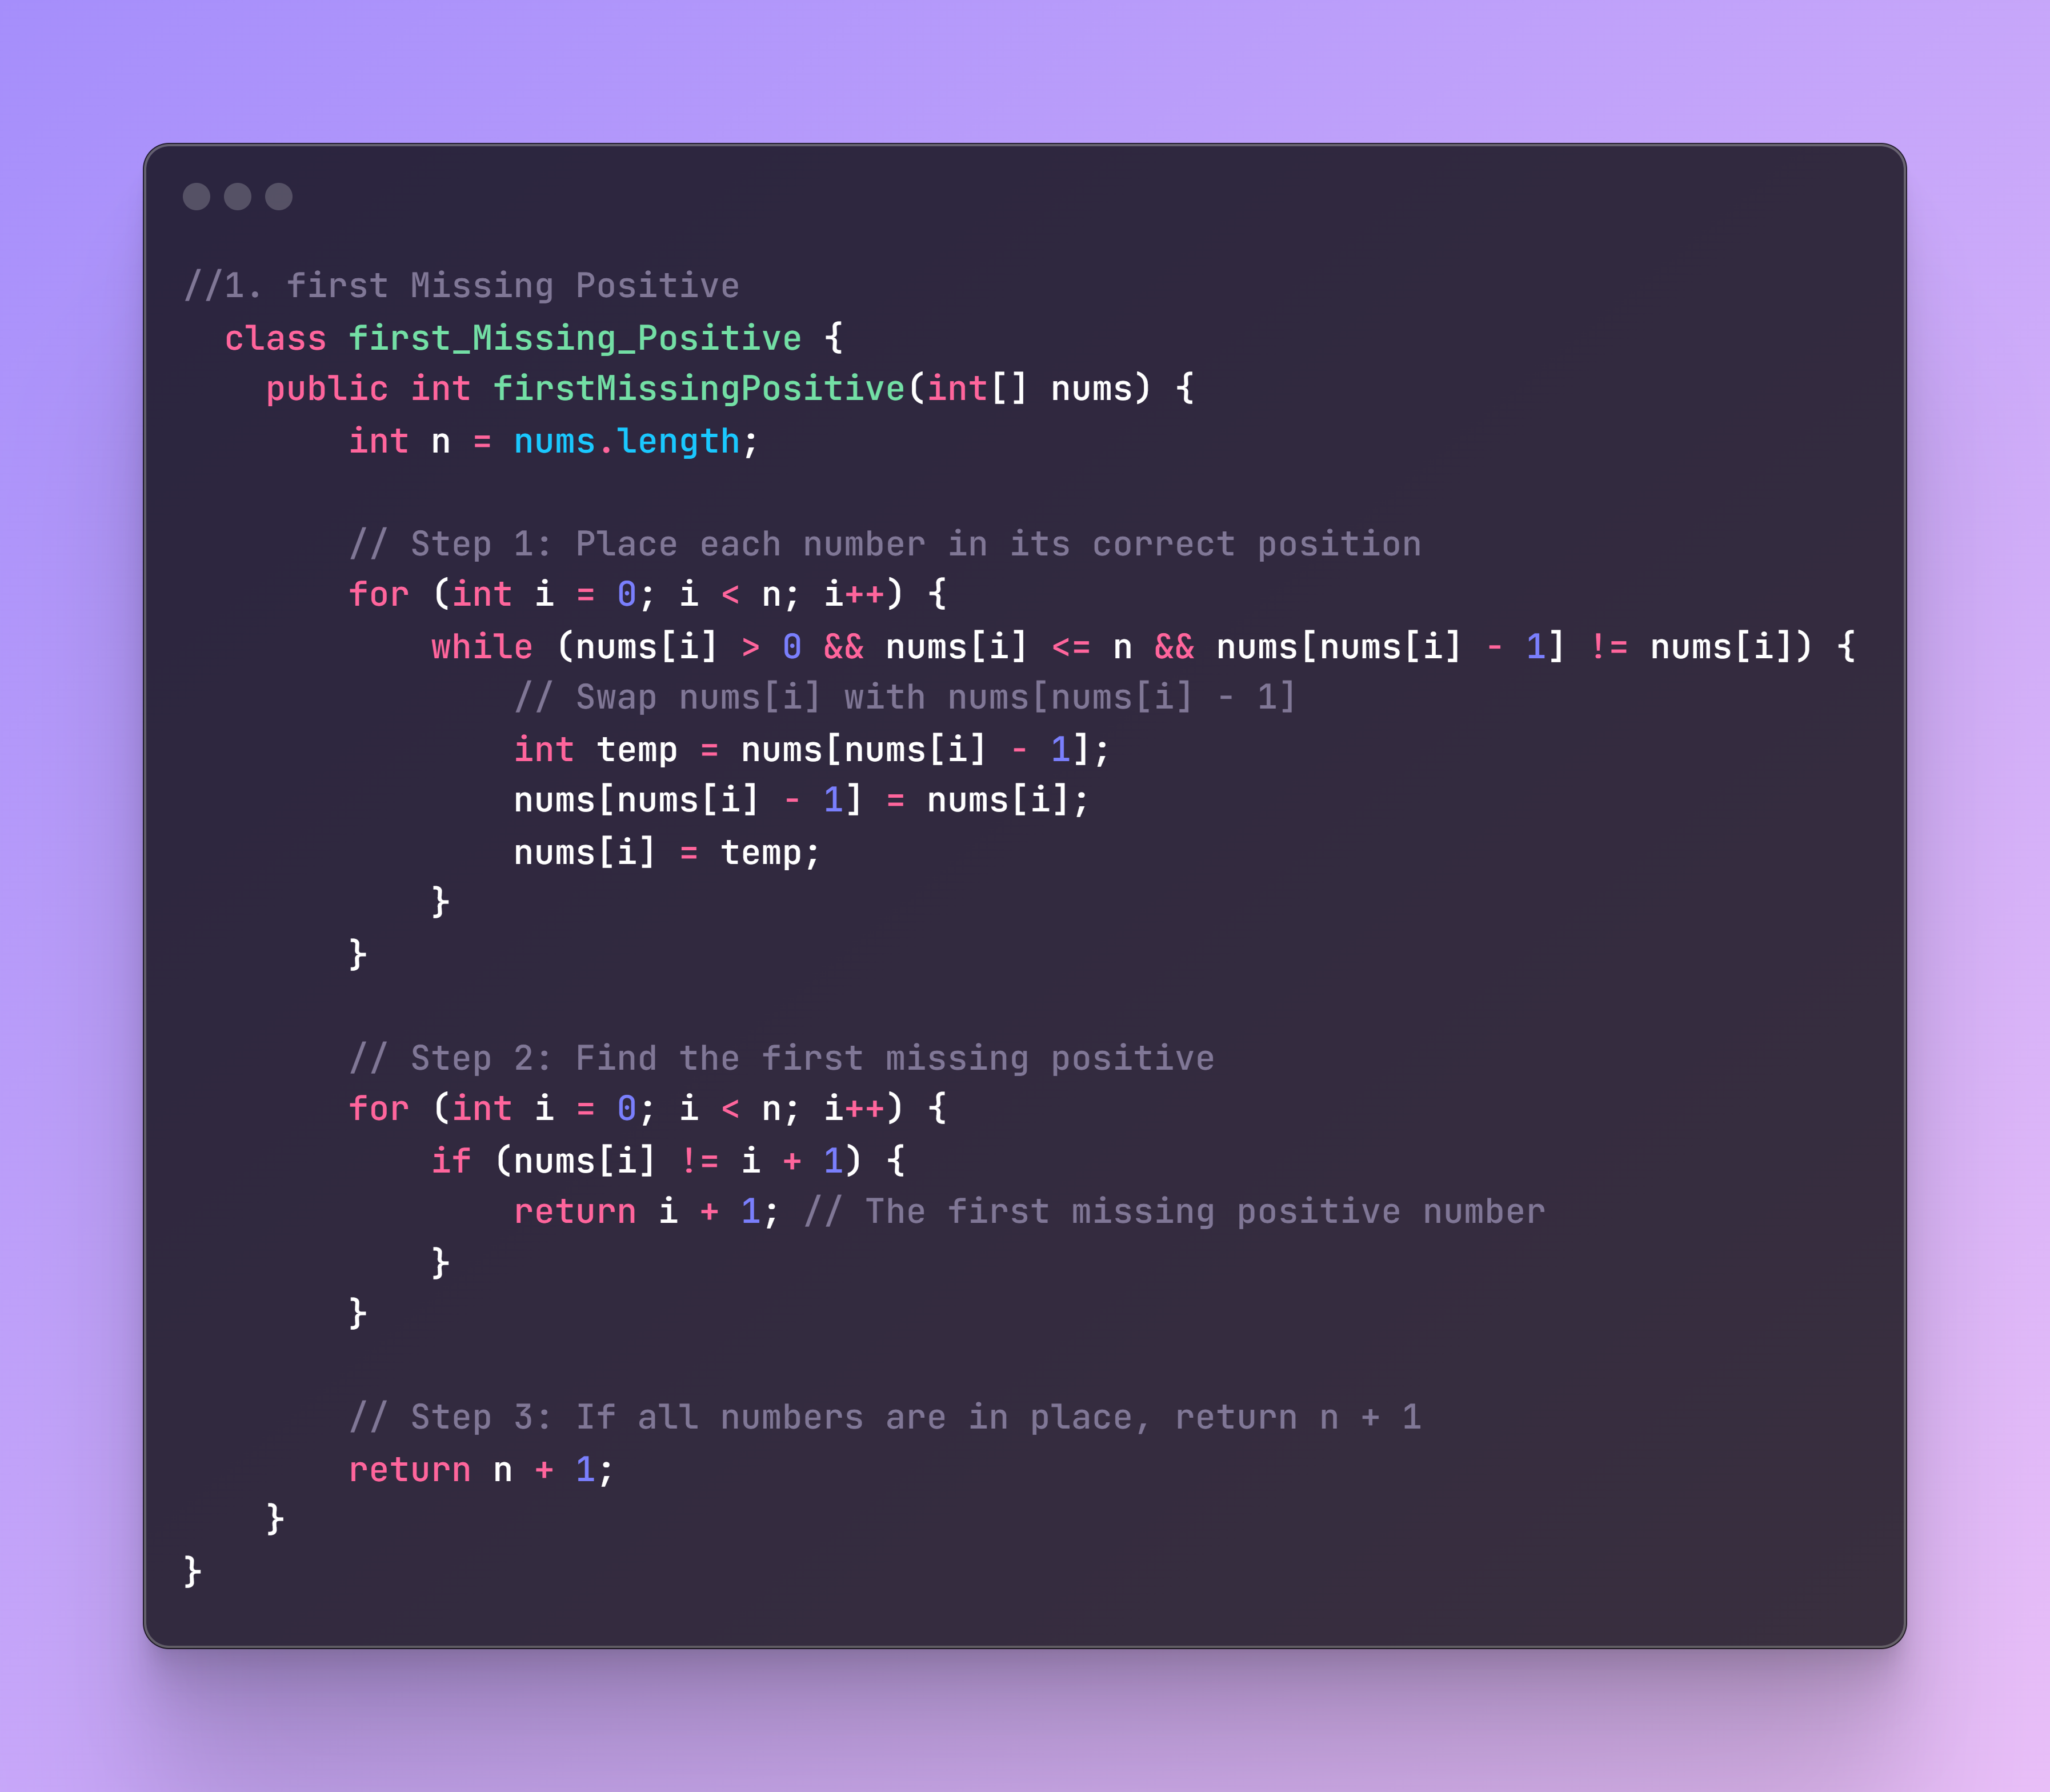 //1. first Missing Positive
  class first_Missing_Positive {
    public int firstMissingPositive(int[] nums) {
        int n = nums.length;

        // Step 1: Place each number in its correct position
        for (int i = 0; i < n; i++) {
            while (nums[i] > 0 && nums[i] <= n && nums[nums[i] - 1] != nums[i]) {
                // Swap nums[i] with nums[nums[i] - 1]
                int temp = nums[nums[i] - 1];
                nums[nums[i] - 1] = nums[i];
                nums[i] = temp;
            }
        }

        // Step 2: Find the first missing positive
        for (int i = 0; i < n; i++) {
            if (nums[i] != i + 1) {
                return i + 1; // The first missing positive number
            }
        }

        // Step 3: If all numbers are in place, return n + 1
        return n + 1;
    }
}